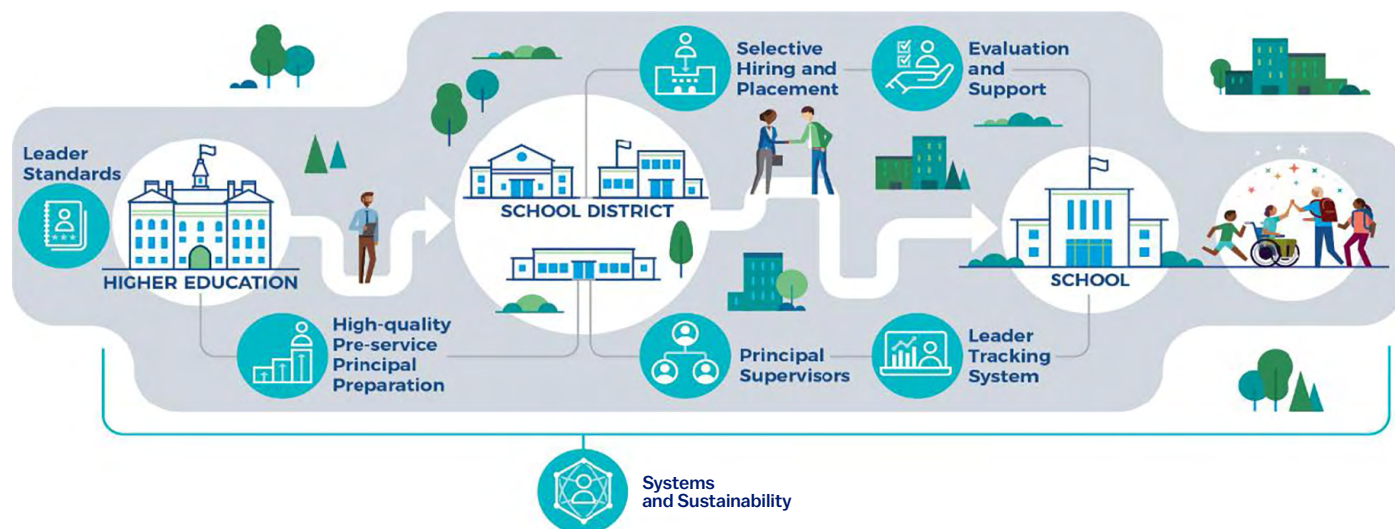 Leader
Standards
HIGHER EDUCATION
High-quality
Pre-service
Principal
Preparation
SCHOOL DISTRICT
Selective
Hiring and
Placement
Evaluation
and
Support
Principal
Supervisors
Leader
Tracking
System
SCHOOL
Systems
and Sustainability